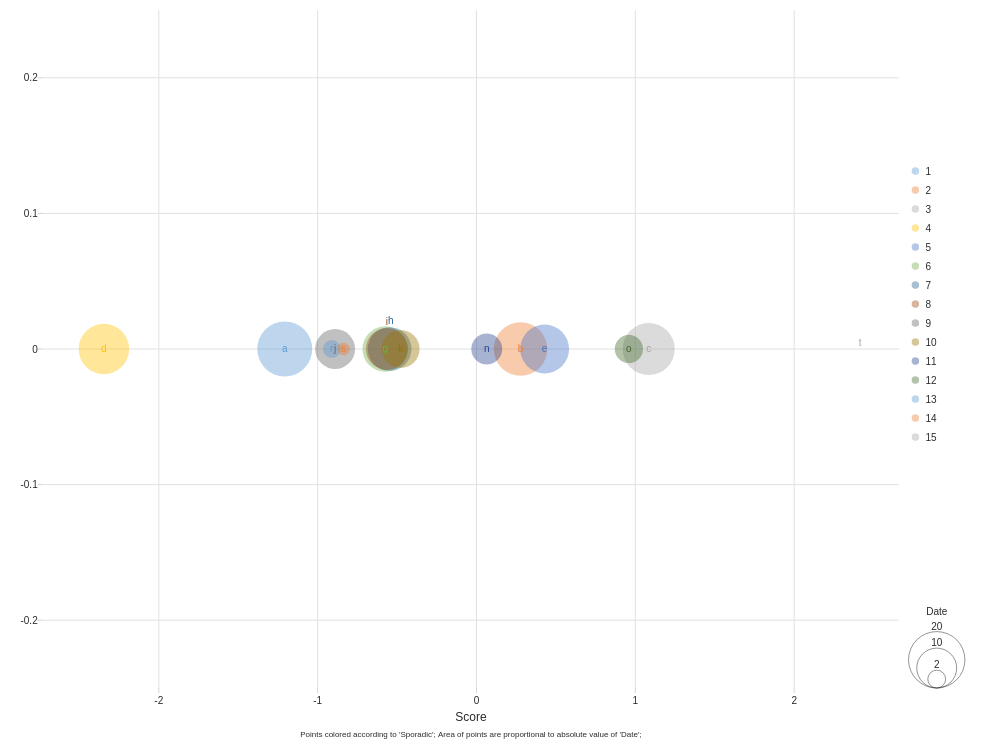 0.2
0.1
0
-0.1
-0.2
ih
d
a
j
s
g
k
n
b
e
o
c
t
-2
-1
0
1
2
Score
Points colored according to 'Sporadic'; Area of points are proportional to absolute value of 'Date';
1
2
3
4
5
6
7
8
9
10
11
12
13
14
15
Date
20
10
2